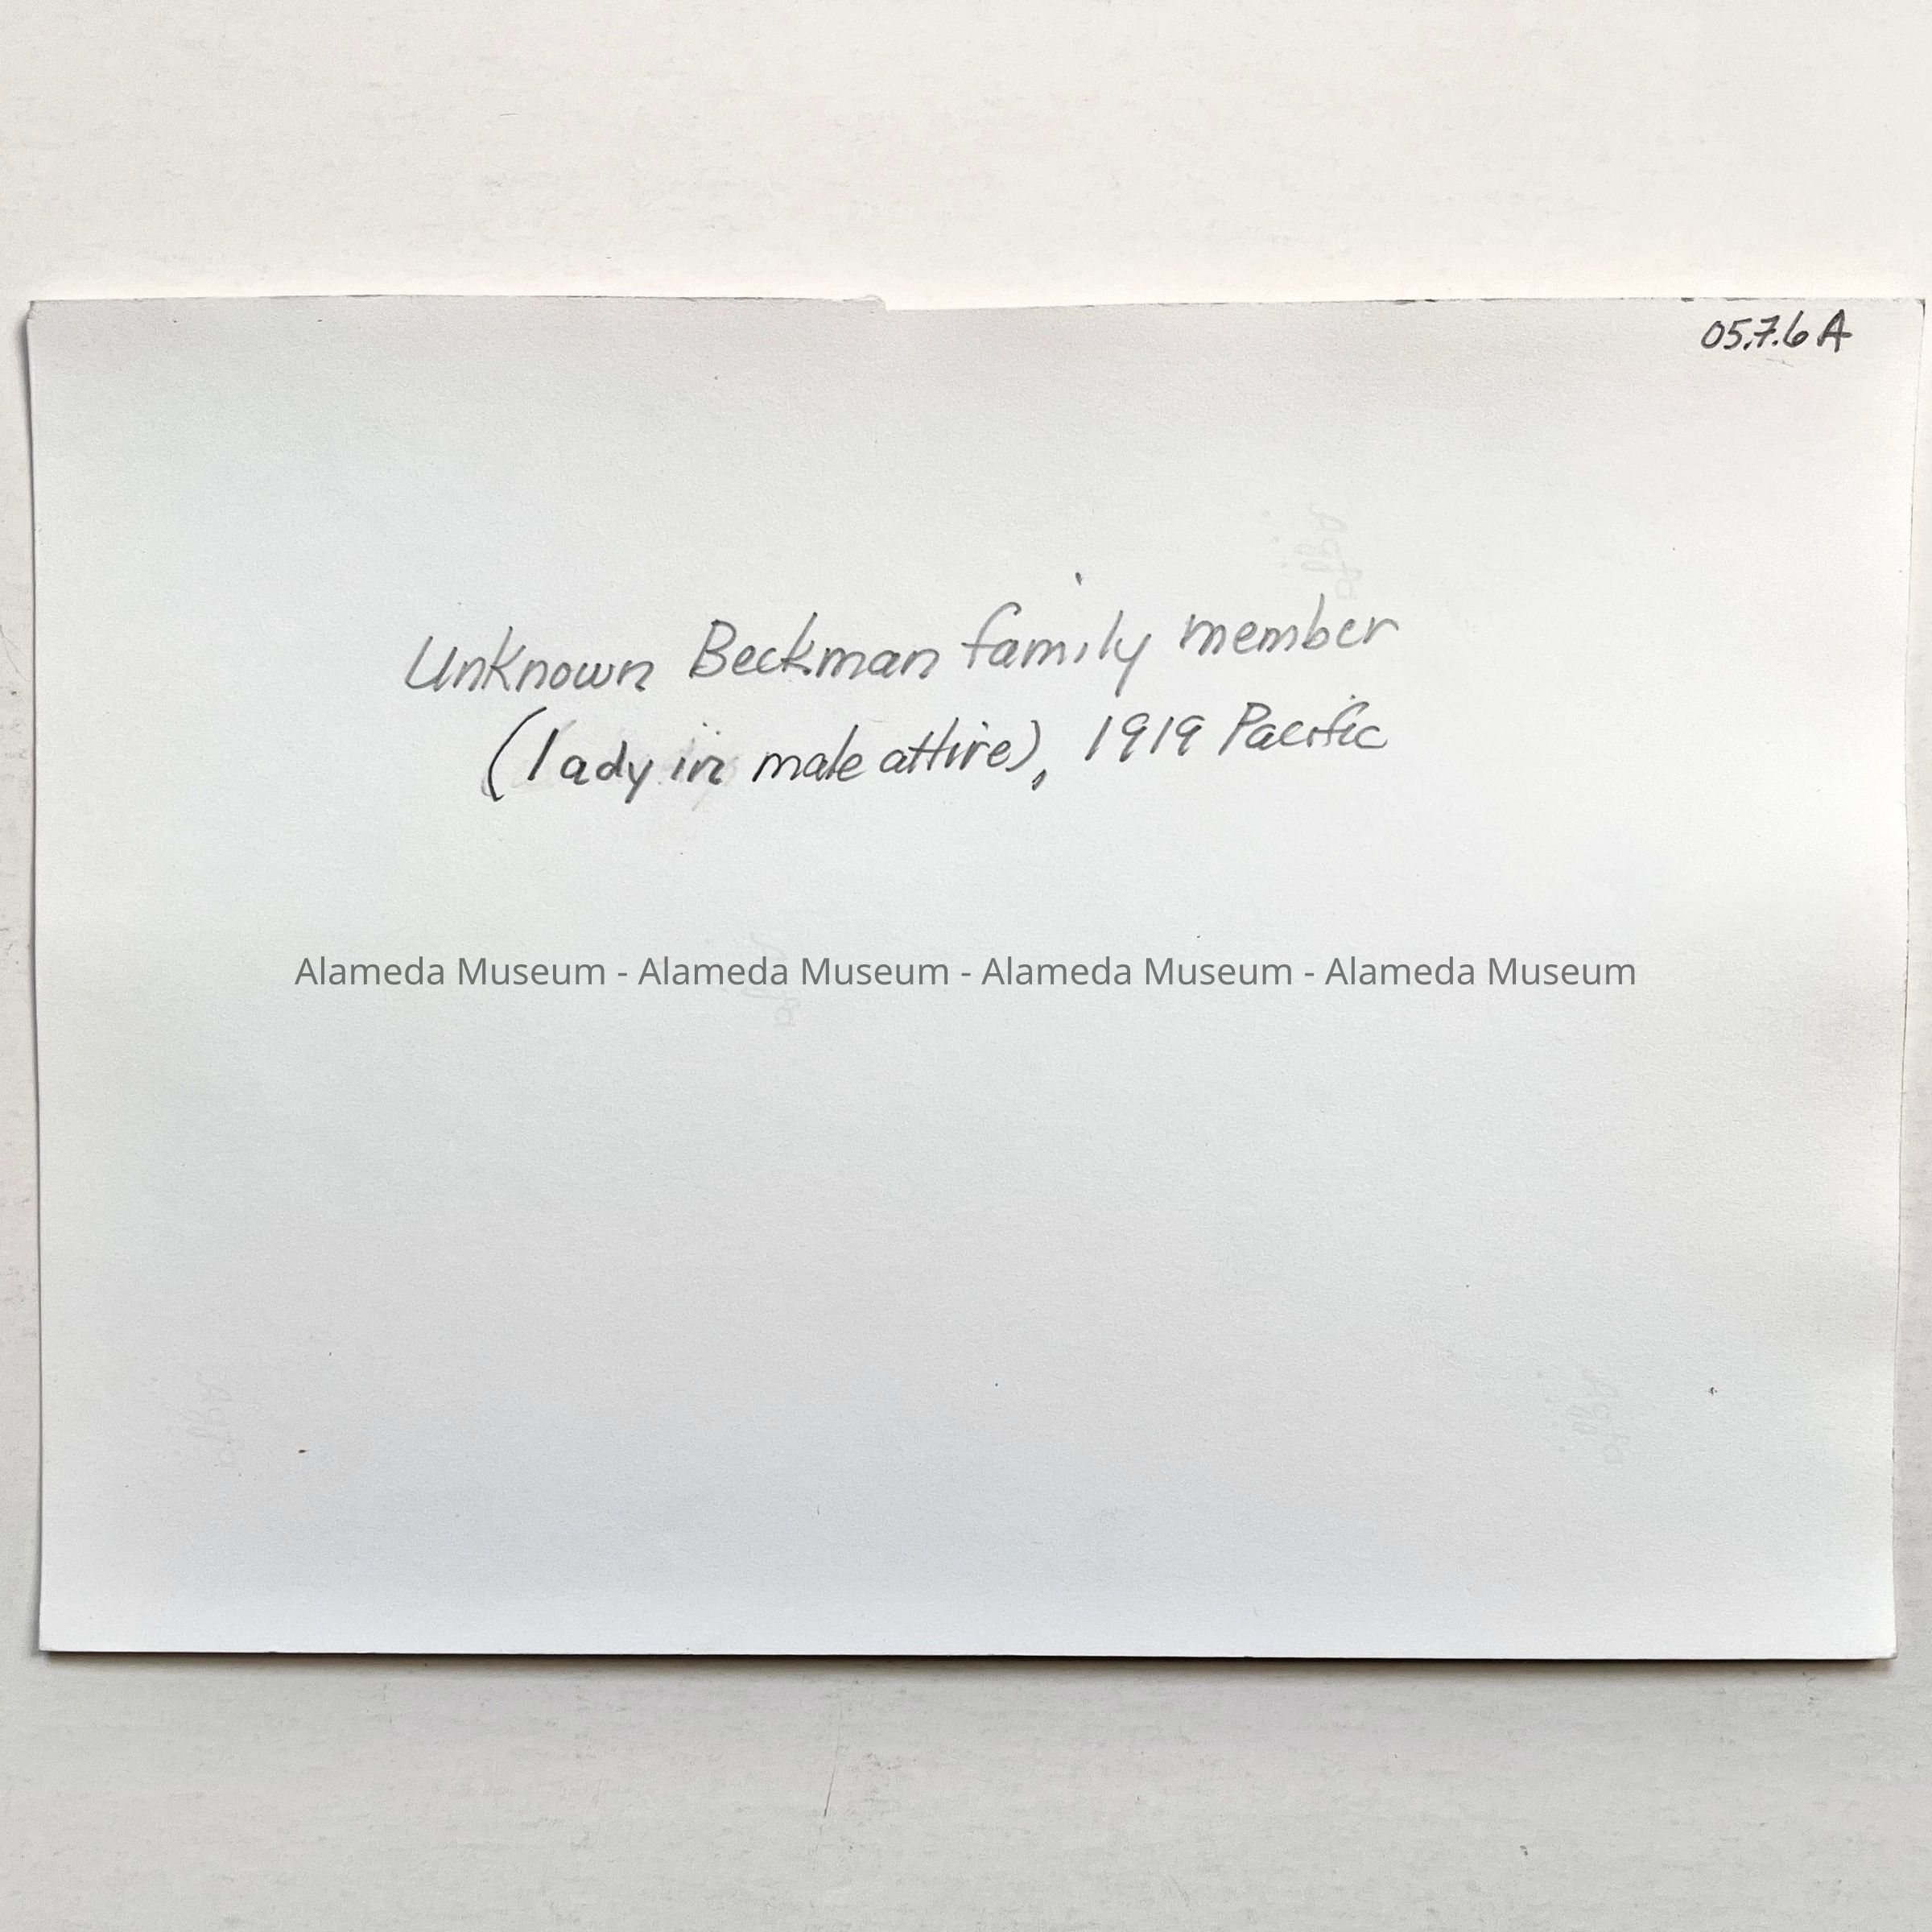 05.7.6 A
Unknown Beckman family member
(lady in male attire), 1919 Pacific
Alameda Museum - Alameda Museum - Alameda Museum - Alameda Museum